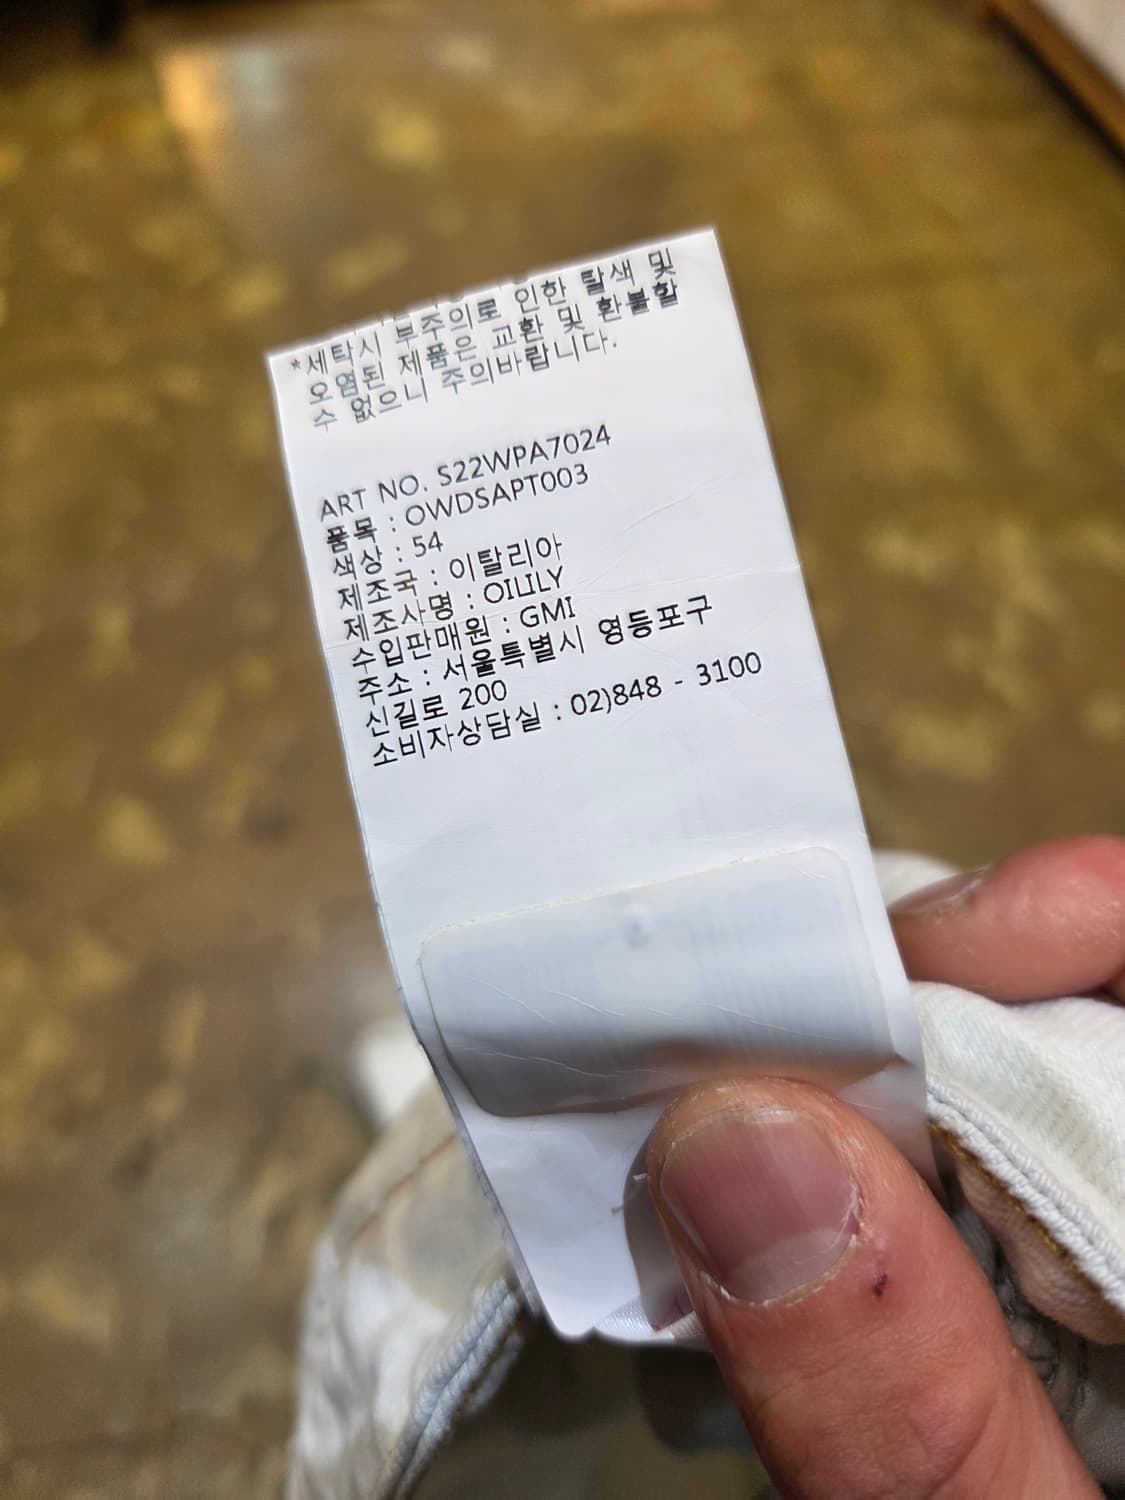 *세탁시 부주의로 인한 탈색 및
오염된 제품은 교환 및 환불할
수 없으니 주의바랍니다.
ART NO. S22WPA7024
품목 : OWDSAPT003
색상 : 54
제조국 : 이탈리아
제조사명 : OILILY
수입판매원 : GMI
주소 : 서울특별시 영등포구
신길로 200
소비자상담실 : 02)848 - 3100